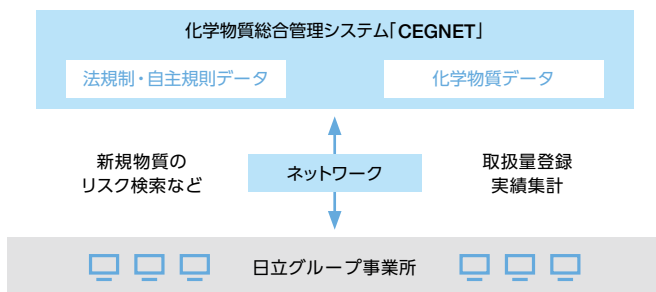 化学物質総合管理システム「CEGNET」
法規制・自主規則データ
化学物質データ
新規物質の
リスク検索など
ネットワーク
取扱量登録
実績集計
日立グループ事業所